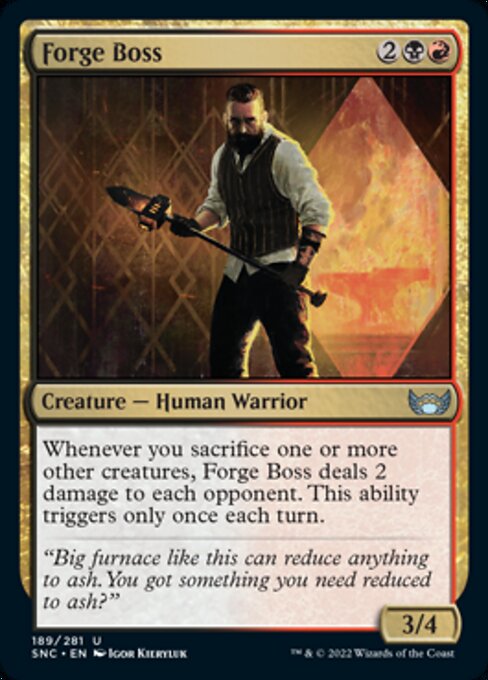 Forge Boss 2
Creature — Human Warrior
Whenever you sacrifice one or more
other creatures, Forge Boss deals 2
damage to each opponent. This ability
triggers only once each turn.
“Big furnace like this can reduce anything
to ash. You got something you need reduced
to ash?”
3/4
189/281 U
SNC • EN Igor Kieryluk
™ & © 2022 Wizards of the Coast